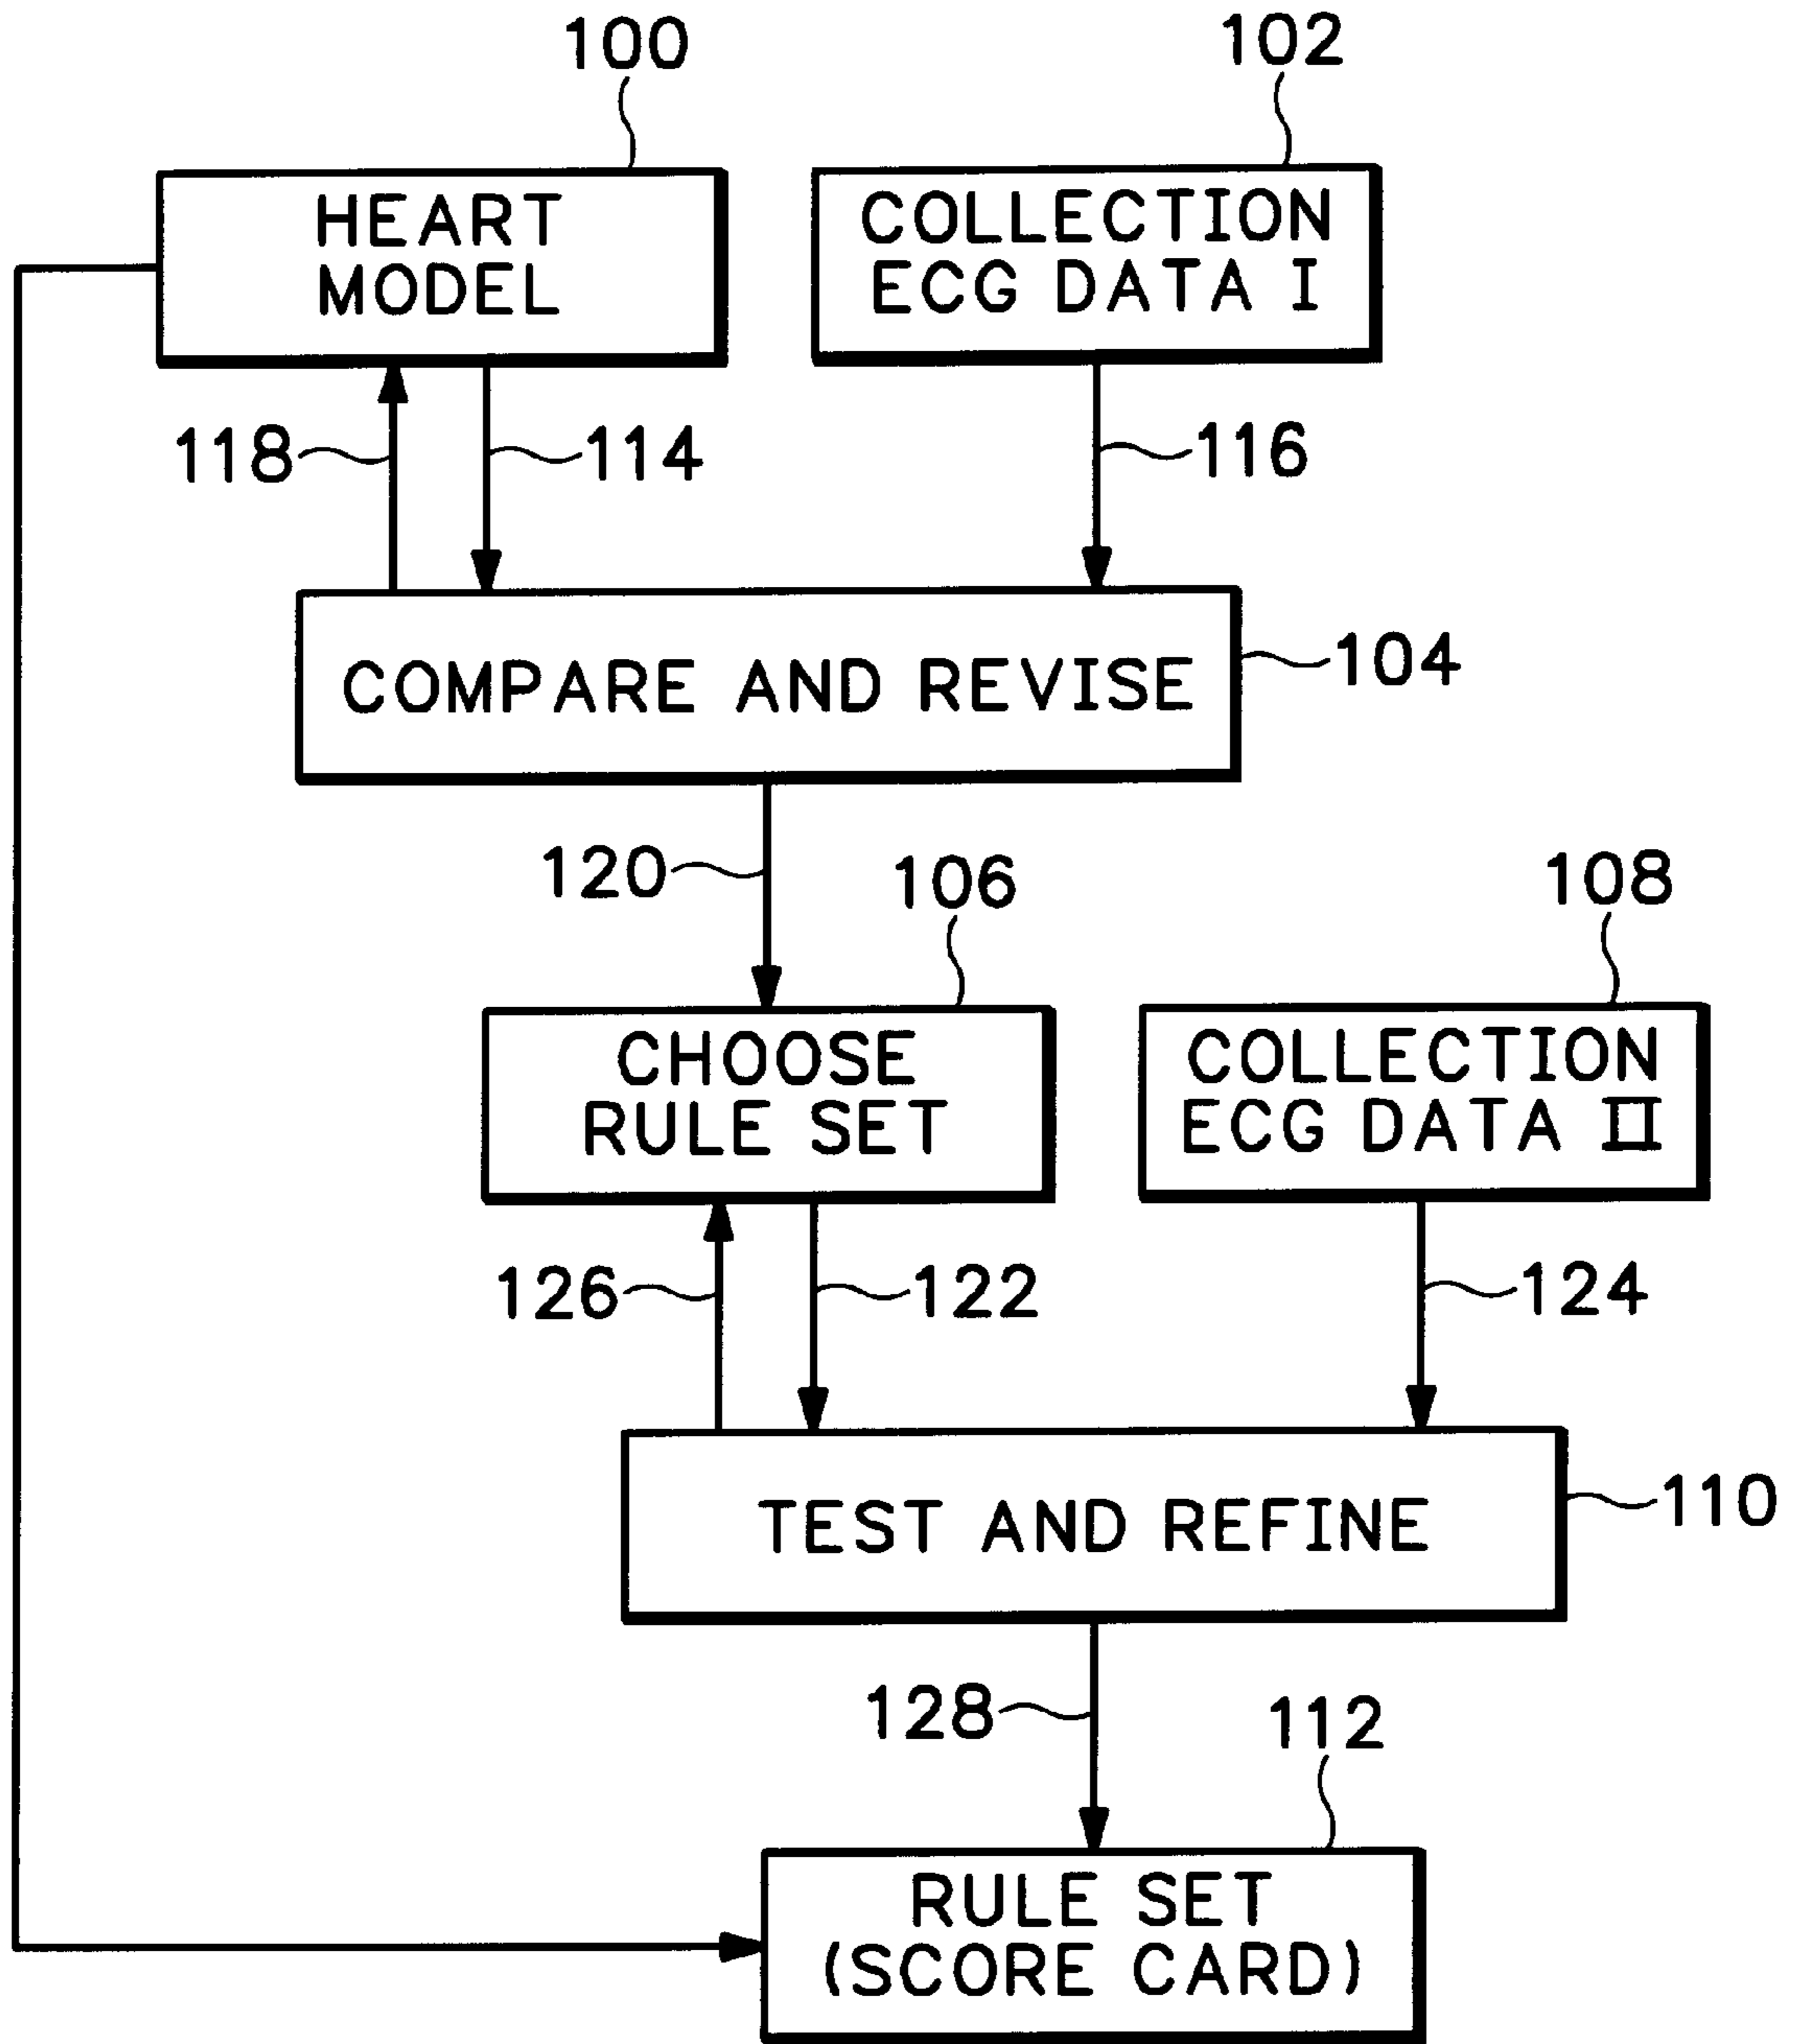 100
102
HEART
MODEL
COLLECTION
ECG DATA I
118
114
116
COMPARE AND REVISE
104
120
106
108
CHOOSE
RULE SET
COLLECTION
ECG DATA II
126
122
124
TEST AND REFINE
110
128
112
RULE SET
(SCORE CARD)